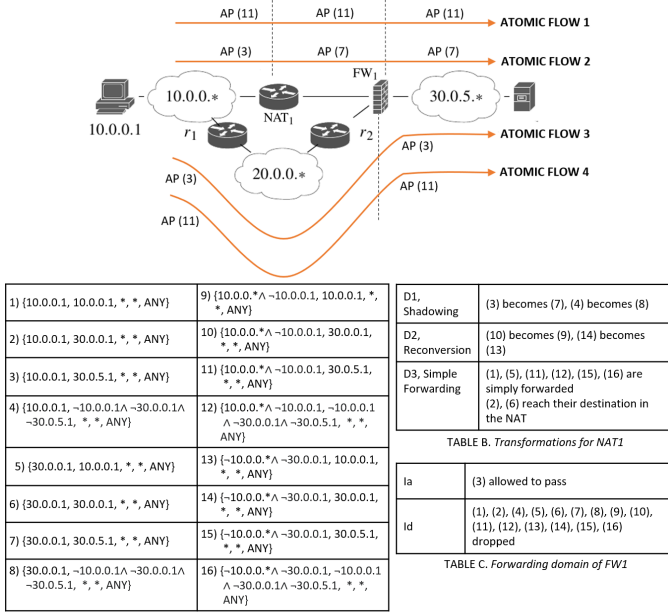 AP (11) AP (11) AP (11) ATOMIC FLOW 1
AP (3) AP (7) AP (7) ATOMIC FLOW 2
FW1
10.0.0.* 30.0.5.*
10.0.0.1 NAT1
r1 r2
20.0.0.*
ATOMIC FLOW 3
AP (3)
AP (3)
ATOMIC FLOW 4
AP (11)
AP (11)
1) {10.0.0.1, 10.0.0.1, *, *, ANY}
2) {10.0.0.1, 30.0.0.1, *, *, ANY}
3) {10.0.0.1, 30.0.5.1, *, *, ANY}
4) {10.0.0.1, ¬10.0.0.1∧ ¬30.0.0.1∧
¬30.0.5.1, *, *, ANY}
5) {30.0.0.1, 10.0.0.1, *, *, ANY}
6) {30.0.0.1, 30.0.0.1, *, *, ANY}
7) {30.0.0.1, 30.0.5.1, *, *, ANY}
8) {30.0.0.1, ¬10.0.0.1∧ ¬30.0.0.1∧
¬30.0.5.1, *, *, ANY}
9) {10.0.0.*∧ ¬10.0.0.1, 10.0.0.1, *,
*, ANY}
10) {10.0.0.*∧ ¬10.0.0.1, 30.0.0.1,
*, *, ANY}
11) {10.0.0.*∧ ¬10.0.0.1, 30.0.5.1,
*, *, ANY}
12) {10.0.0.*∧ ¬10.0.0.1, ¬10.0.0.1
∧ ¬30.0.0.1∧ ¬30.0.5.1, *, *,
ANY}
13) {¬10.0.0.*∧ ¬30.0.0.1, 10.0.0.1,
*, *, ANY}
14) {¬10.0.0.*∧ ¬30.0.0.1, 30.0.0.1,
*, *, ANY}
15) {¬10.0.0.*∧ ¬30.0.0.1, 30.0.5.1,
*, *, ANY}
16) {¬10.0.0.*∧ ¬30.0.0.1, ¬10.0.0.1
∧ ¬30.0.0.1∧ ¬30.0.5.1, *, *,
ANY}
D1,
Shadowing
(3) becomes (7), (4) becomes (8)
D2,
Reconversion
(10) becomes (9), (14) becomes
(13)
D3, Simple
Forwarding
(1), (5), (11), (12), (15), (16) are
simply forwarded
(2), (6) reach their destination in
the NAT
TABLE B. Transformations for NAT1
Ia
(3) allowed to pass
Id
(1), (2), (4), (5), (6), (7), (8), (9), (10),
(11), (12), (13), (14), (15), (16)
dropped
TABLE C. Forwarding domain of FW1